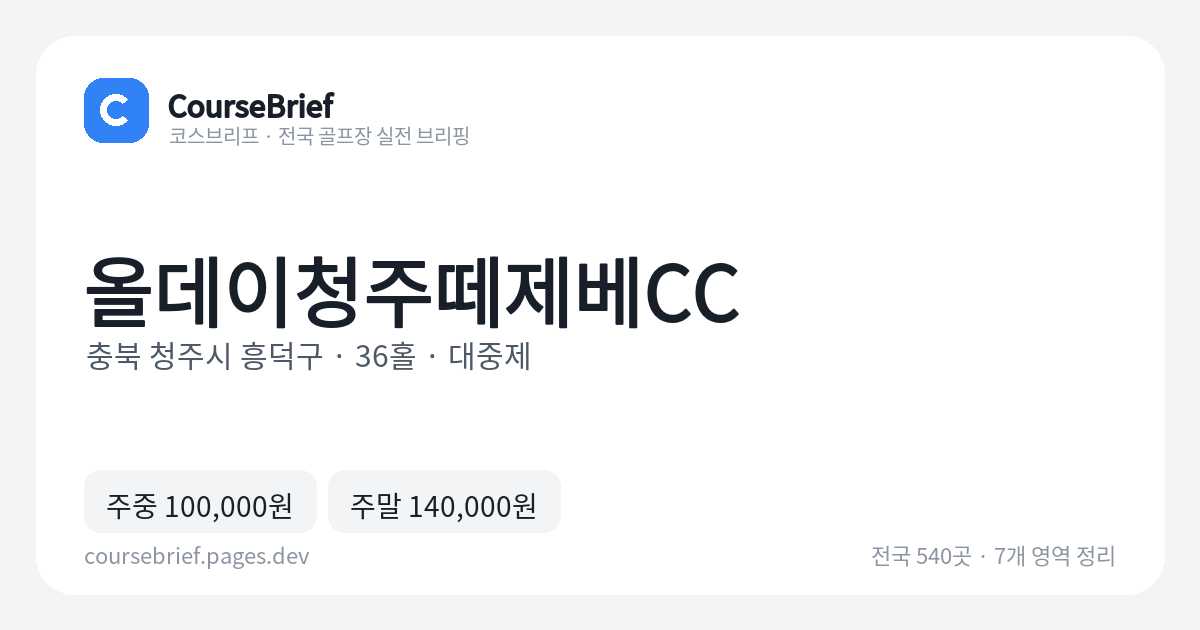 C
CourseBrief
코스브리프 · 전국 골프장 실전 브리핑
올데이청주떼제베CC
충북 청주시 흥덕구 · 36홀 · 대중제
주중 100,000원 주말 140,000원
coursebrief.pages.dev 전국 540곳 · 7개 영역 정리